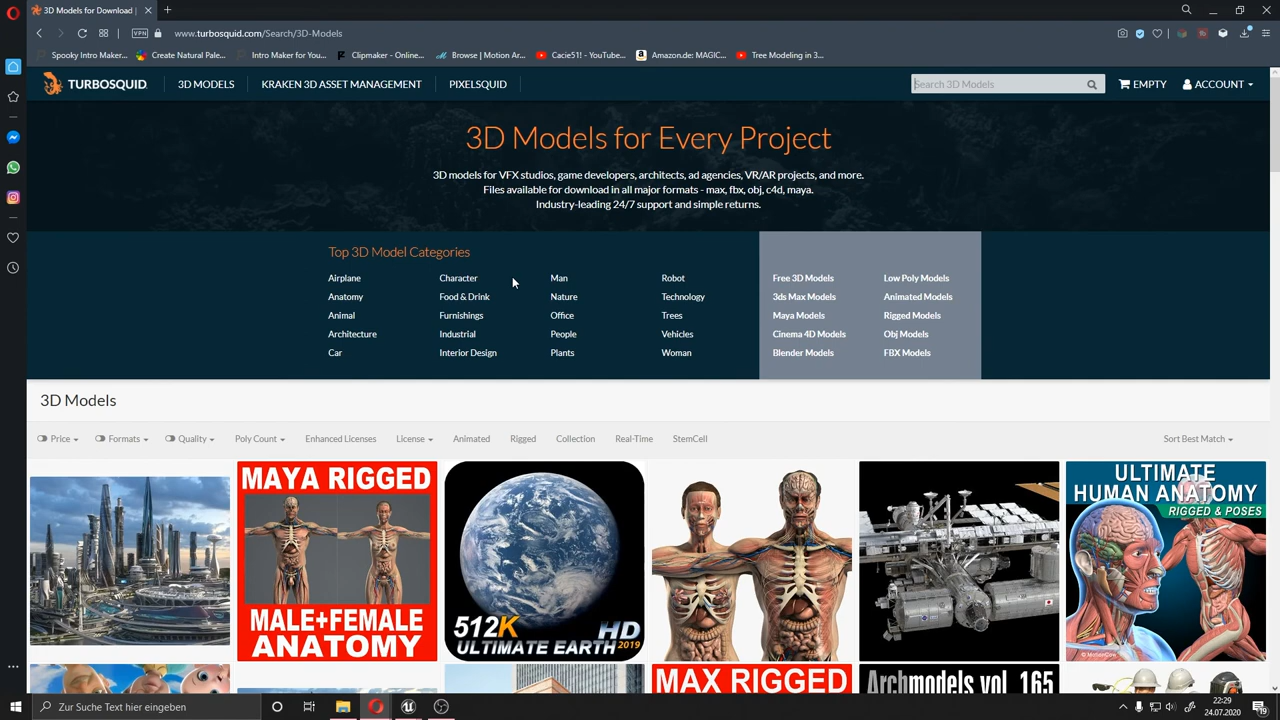 3D Models for Download |
VPN
www.turbosquid.com/Search/3D-Models
Spooky Intro Maker...
Create Natural Pale...
Intro Maker for You...
Clipmaker - Online...
Browse | Motion Ar...
Cacie51! - YouTube...
Amazon.de: MAGIC...
Tree Modeling in 3...
TURBOSQUID
3D MODELS
KRAKEN 3D ASSET MANAGEMENT
PIXELSQUID
Search 3D Models
EMPTY
ACCOUNT
3D Models for Every Project
3D models for VFX studios, game developers, architects, ad agencies, VR/AR projects, and more.
Files available for download in all major formats - max, fbx, obj, c4d, maya.
Industry-leading 24/7 support and simple returns.
Top 3D Model Categories
Airplane
Character
Man
Robot
Free 3D Models
Low Poly Models
Anatomy
Food & Drink
Nature
Technology
3ds Max Models
Animated Models
Animal
Furnishings
Office
Trees
Maya Models
Rigged Models
Architecture
Industrial
People
Vehicles
Cinema 4D Models
Obj Models
Car
Interior Design
Plants
Woman
Blender Models
FBX Models
3D Models
Price
Formats
Quality
Poly Count
Enhanced Licenses
License
Animated
Rigged
Collection
Real-Time
StemCell
Sort Best Match
MAYA RIGGED
MALE+FEMALE
ANATOMY
512K
HD
ULTIMATE EARTH 2019
ULTIMATE
HUMAN ANATOMY
RIGGED & POSES
MAX RIGGED
Archmodels vol. 165
Zur Suche Text hier eingeben
22:29
24.07.2020
19